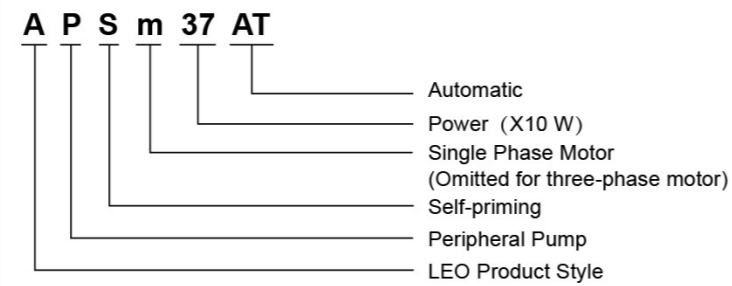 A P S m 37 AT
Automatic
Power（X10 W）
Single Phase Motor
(Omitted for three-phase motor)
Self-priming
Peripheral Pump
LEO Product Style